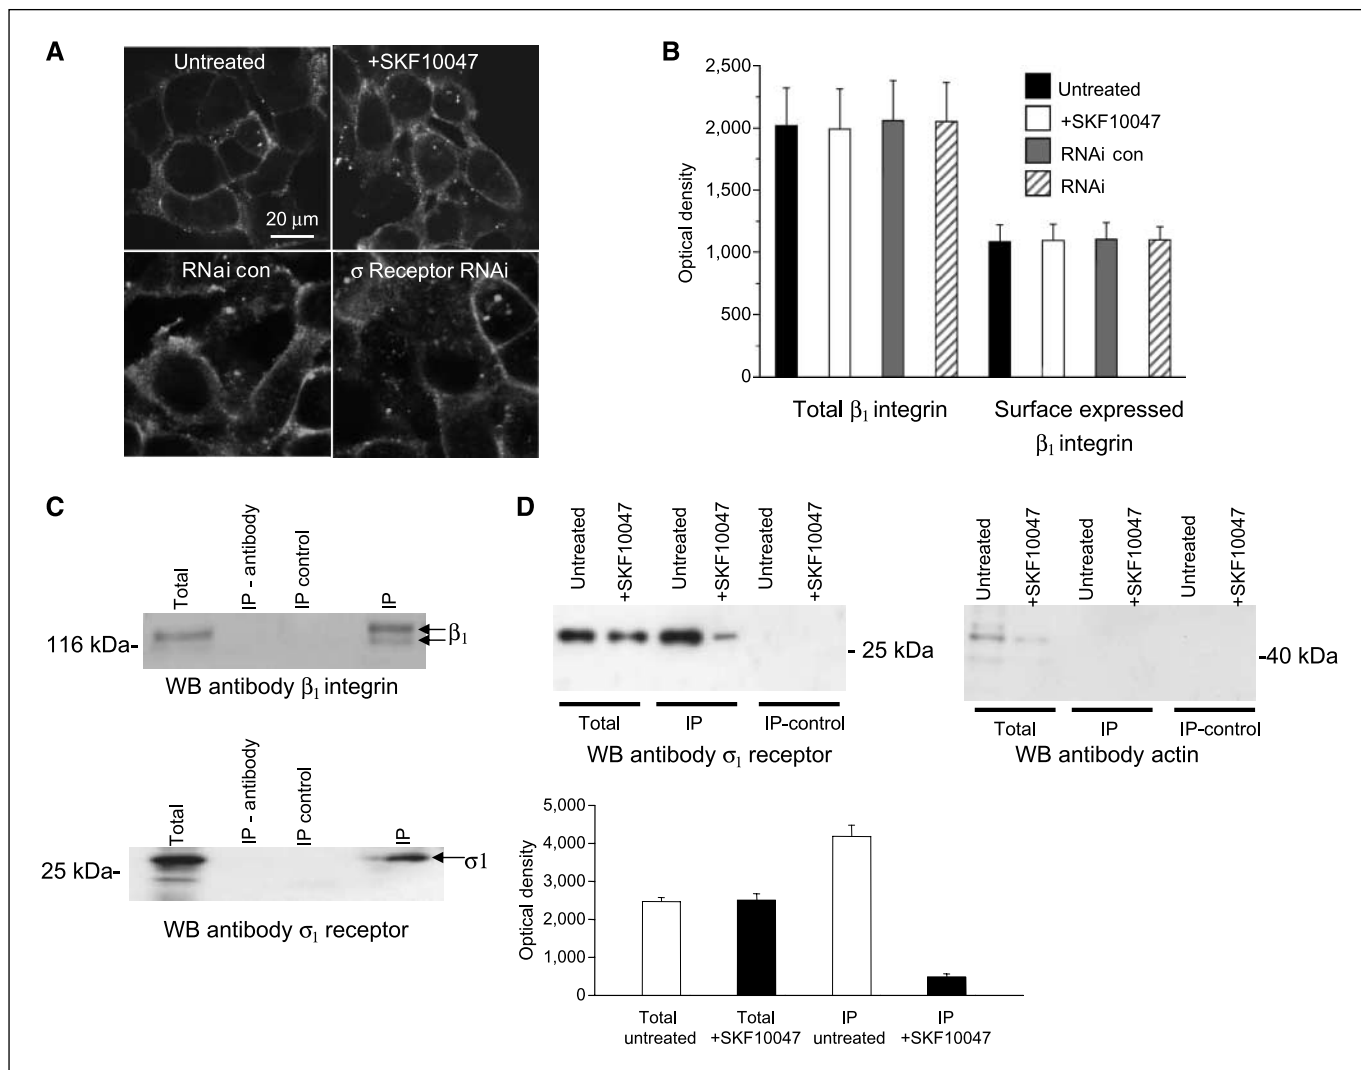 A
Untreated
+SKF10047
20 μm
RNai con
σ Receptor RNAi
B
2,500
2,000
1,500
1,000
500
0
Optical density
Untreated
+SKF10047
RNAi con
RNAi
Total β1 integrin
Surface expressed
β1 integrin
C
Total
IP - antibody
IP control
IP
116 kDa-
β1
WB antibody β1 integrin
Total
IP - antibody
IP control
IP
25 kDa-
σ1
WB antibody σ1 receptor
D
Untreated
+SKF10047
Untreated
+SKF10047
Untreated
+SKF10047
- 25 kDa
Total
IP
IP-control
WB antibody σ1 receptor
Untreated
+SKF10047
Untreated
+SKF10047
Untreated
+SKF10047
-40 kDa
Total
IP
IP-control
WB antibody actin
5,000
4,000
3,000
2,000
1,000
0
Optical density
Total
untreated
Total
+SKF10047
IP
untreated
IP
+SKF10047